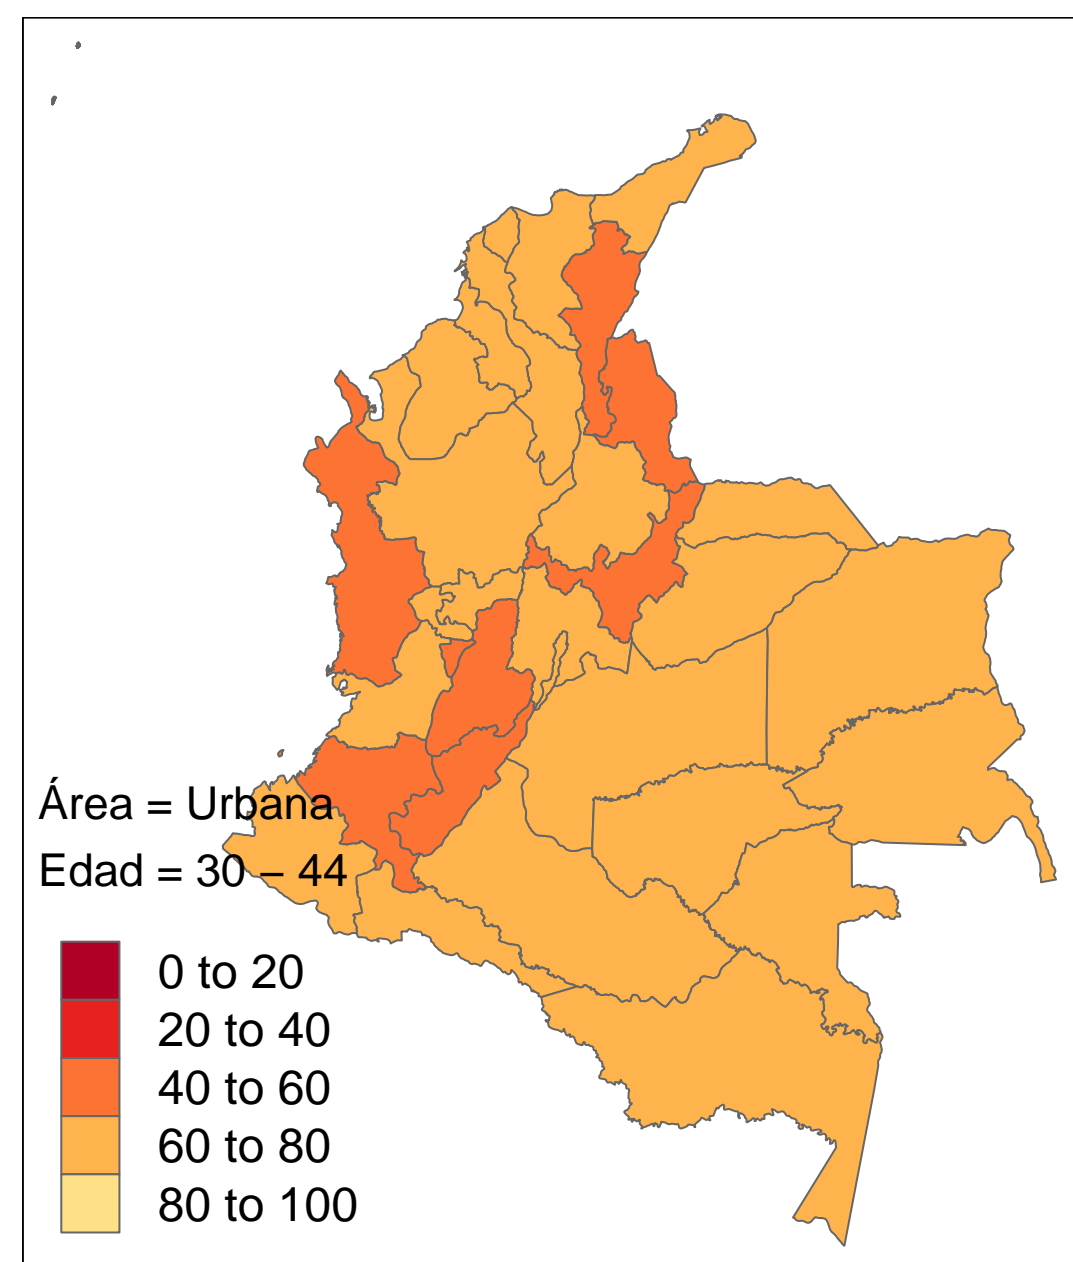 Área = Urbana
Edad = 30 – 44
0 to 20
20 to 40
40 to 60
60 to 80
80 to 100